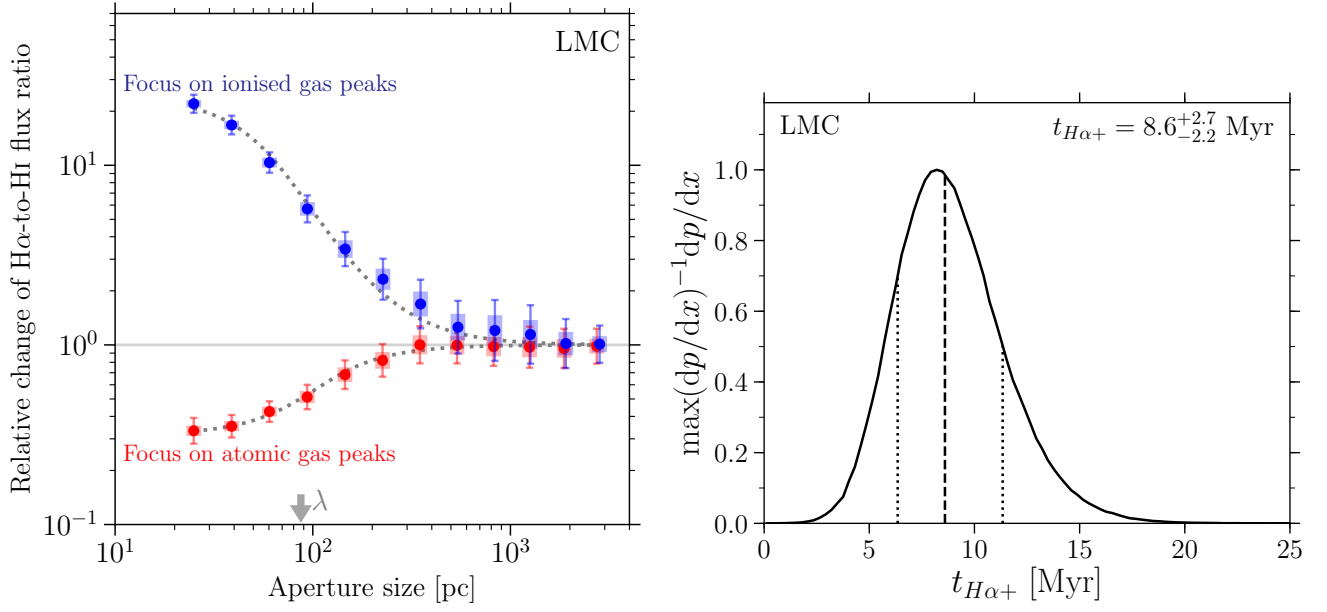 LMC
Focus on ionised gas peaks
Focus on atomic gas peaks
λ
Relative change of Hα-to-HI flux ratio
10¹
10⁰
10⁻¹
10¹ 10² 10³
Aperture size [pc]
LMC
t_{Hα+} = 8.6^{+2.7}_{-2.2} Myr
max(dp/dx)⁻¹dp/dx
1.0
0.8
0.6
0.4
0.2
0.0
0 5 10 15 20 25
t_{Hα+} [Myr]